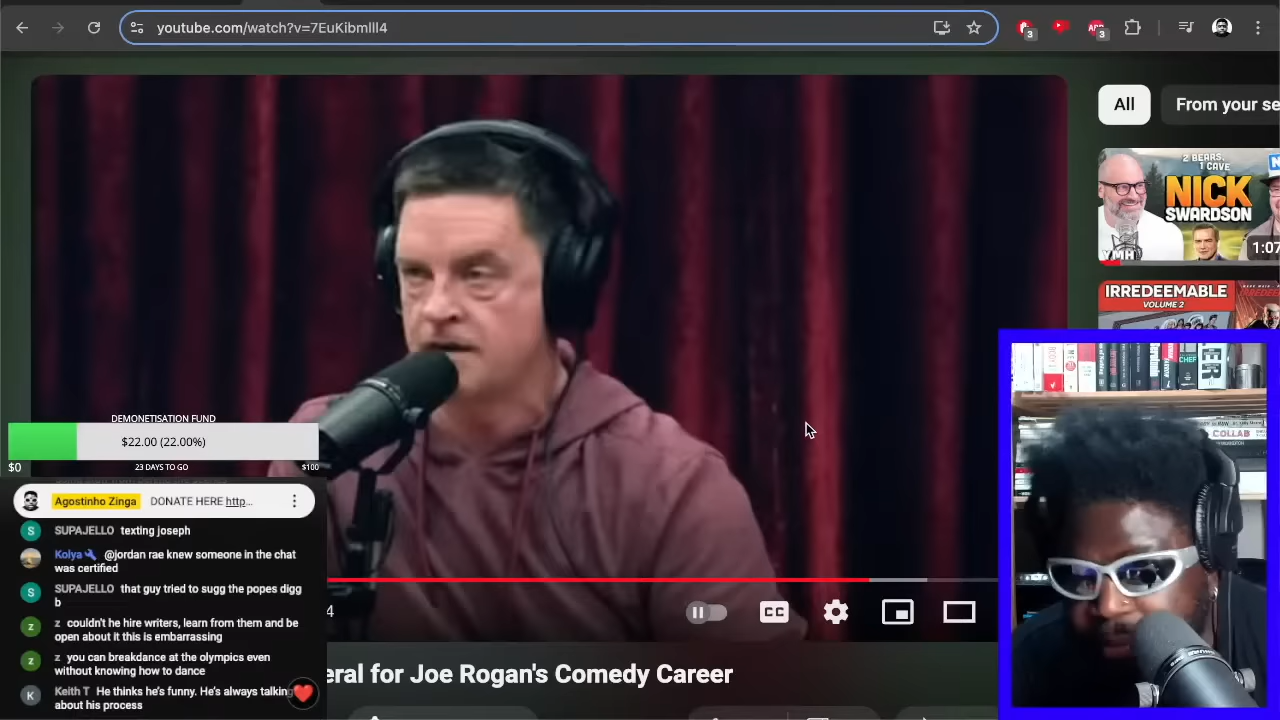 youtube.com/watch?v=7EuKibmlll4
3
3
All
From your se
2 BEARS,
1 CAVE
NICK
SWARDSON
YMH
1:07
IRREDEEMABLE
VOLUME 2
DEMONETISATION FUND
$22.00 (22.00%)
$0
23 DAYS TO GO
$100
Agostinho Zinga DONATE HERE http...
S SUPAJELLO texting joseph
Kolya @jordan rae knew someone in the chat
was certified
S SUPAJELLO that guy tried to sugg the popes digg
b
z z couldn't he hire writers, learn from them and be
open about it this is embarrassing
z z you can breakdance at the olympics even
without knowing how to dance
K Keith T He thinks he's funny. He's always talking
about his process
4
CC
eral for Joe Rogan's Comedy Career
CHEF
COLLAB